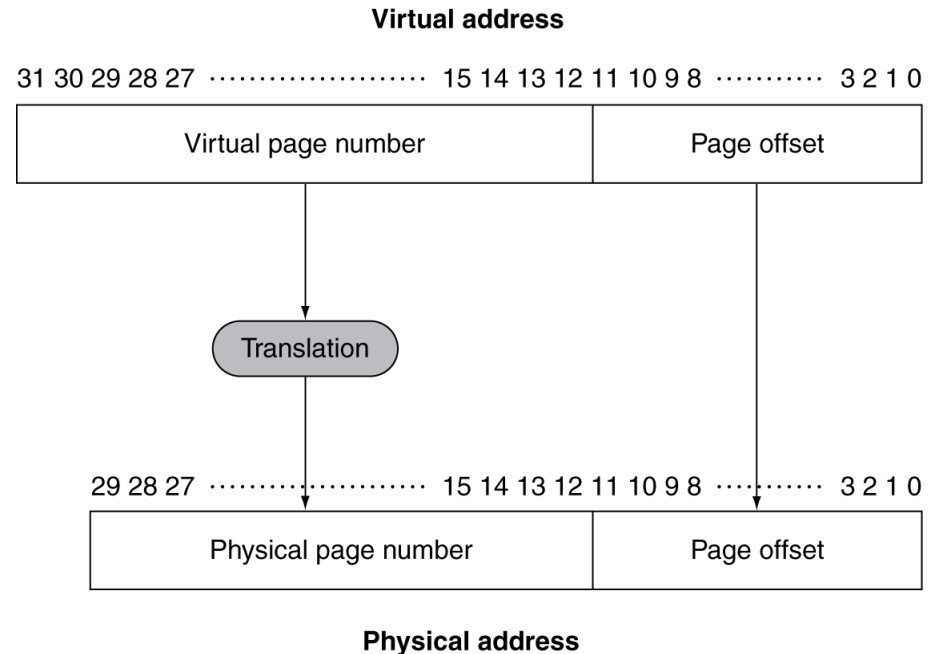 Virtual address
31 30 29 28 27 ······················ 15 14 13 12 11 10 9 8 ··········· 3 2 1 0
Virtual page number Page offset
Translation
29 28 27 ······················ 15 14 13 12 11 10 9 8 ··········· 3 2 1 0
Physical page number Page offset
Physical address